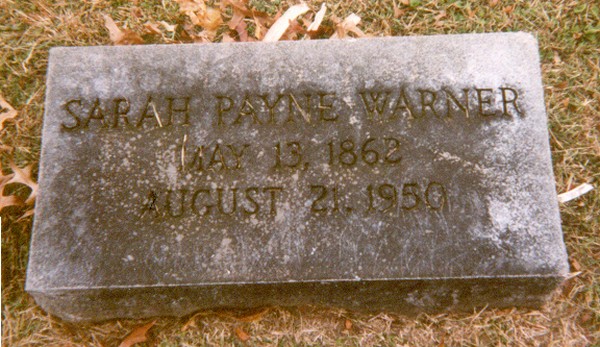 SARAH PAYNE WARNER
MAY 13, 1862
AUGUST 21, 1950